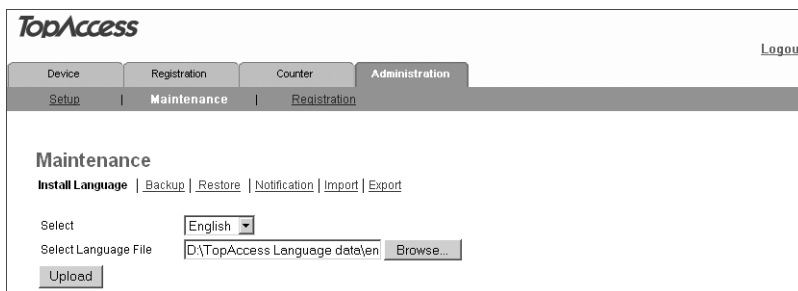 TopAccess
Logou
Device Registration Counter Administration
Setup | Maintenance | Registration
Maintenance
Install Language | Backup | Restore | Notification | Import | Export
Select English
Select Language File D:\TopAccess Language data\en Browse...
Upload